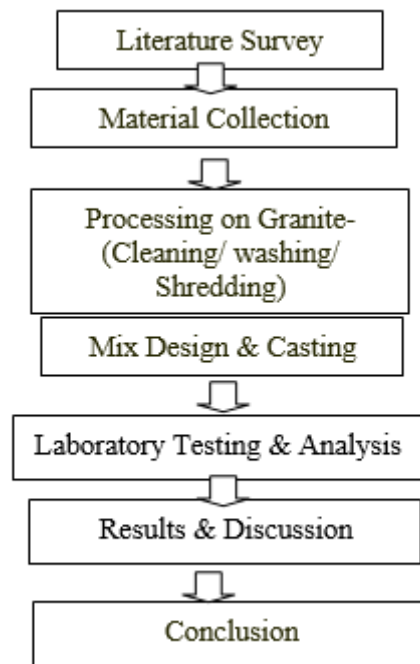 Literature Survey
Material Collection
Processing on Granite-
(Cleaning/ washing/
Shredding)
Mix Design & Casting
Laboratory Testing & Analysis
Results & Discussion
Conclusion